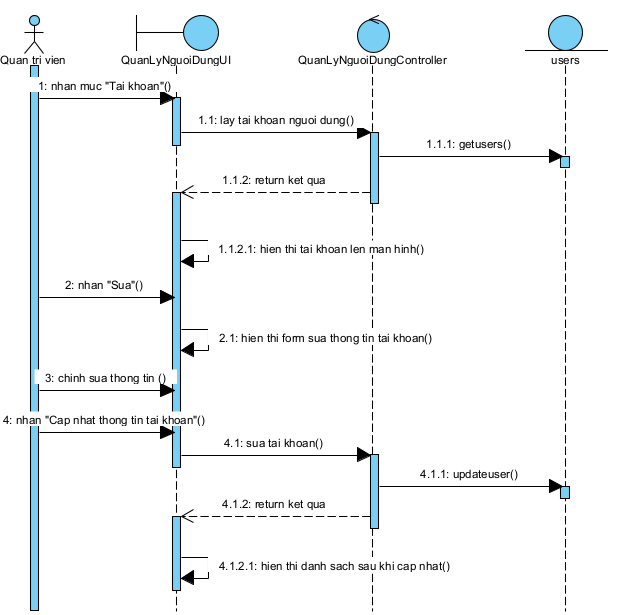 Quan tri vien
QuanLyNguoiDungUI
QuanLyNguoiDungController
users
1: nhan muc "Tai khoan"()
1.1: lay tai khoan nguoi dung()
1.1.1: getusers()
1.1.2: return ket qua
1.1.2.1: hien thi tai khoan len man hinh()
2: nhan "Sua"()
2.1: hien thi form sua thong tin tai khoan()
3: chinh sua thong tin ()
4: nhan "Cap nhat thong tin tai khoan"()
4.1: sua tai khoan()
4.1.1: updateuser()
4.1.2: return ket qua
4.1.2.1: hien thi danh sach sau khi cap nhat()